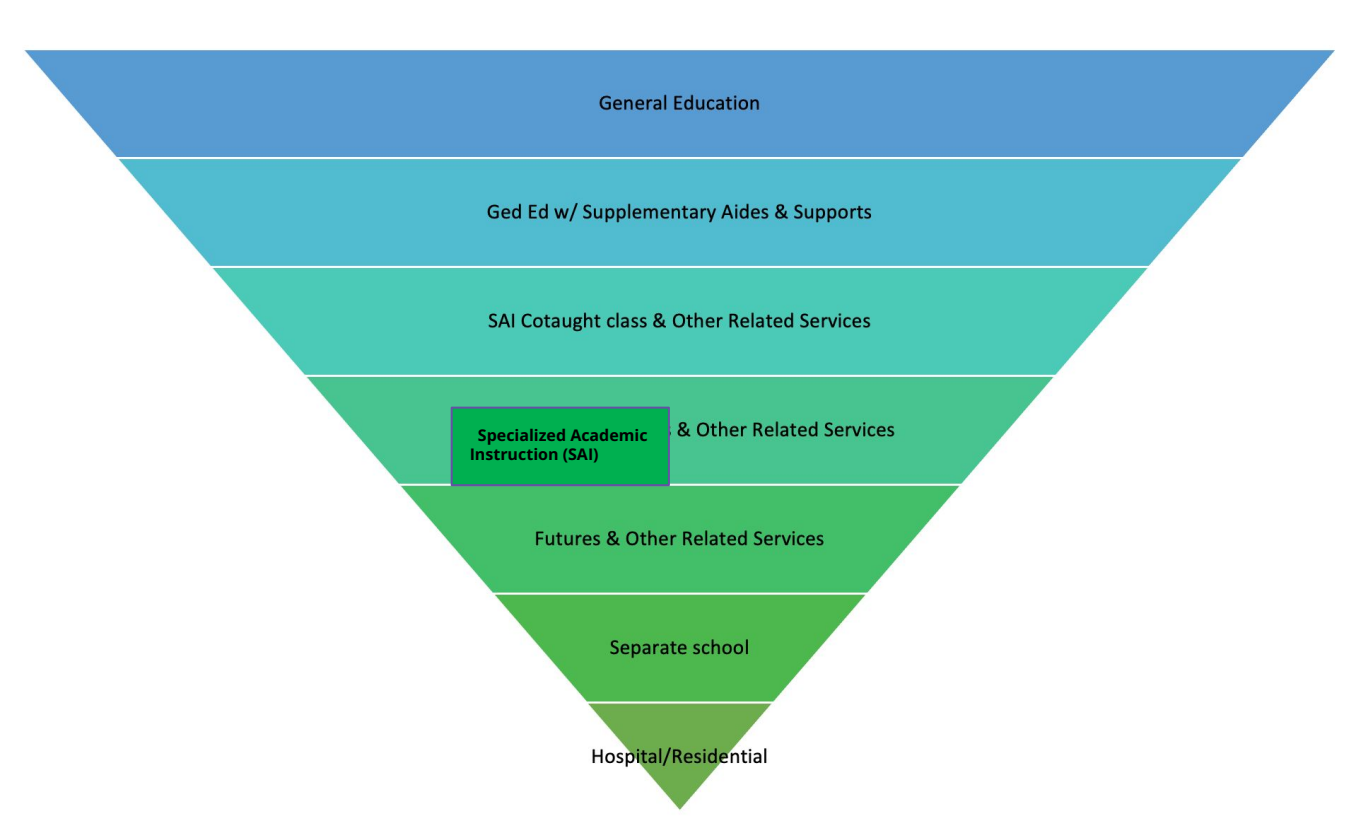 General Education
Ged Ed w/ Supplementary Aides & Supports
SAI Cotaught class & Other Related Services
Specialized Academic
Instruction (SAI)
& Other Related Services
Futures & Other Related Services
Separate school
Hospital/Residential